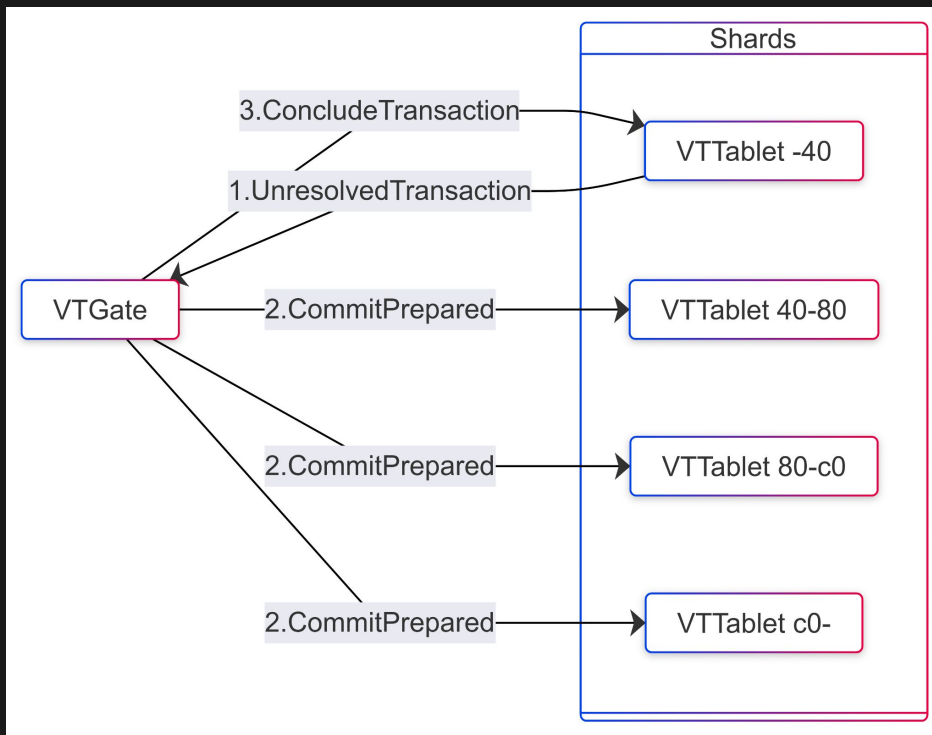 Shards
3.ConcludeTransaction
VTTablet -40
1.UnresolvedTransaction
VTGate
2.CommitPrepared
VTTablet 40-80
2.CommitPrepared
VTTablet 80-c0
2.CommitPrepared
VTTablet c0-